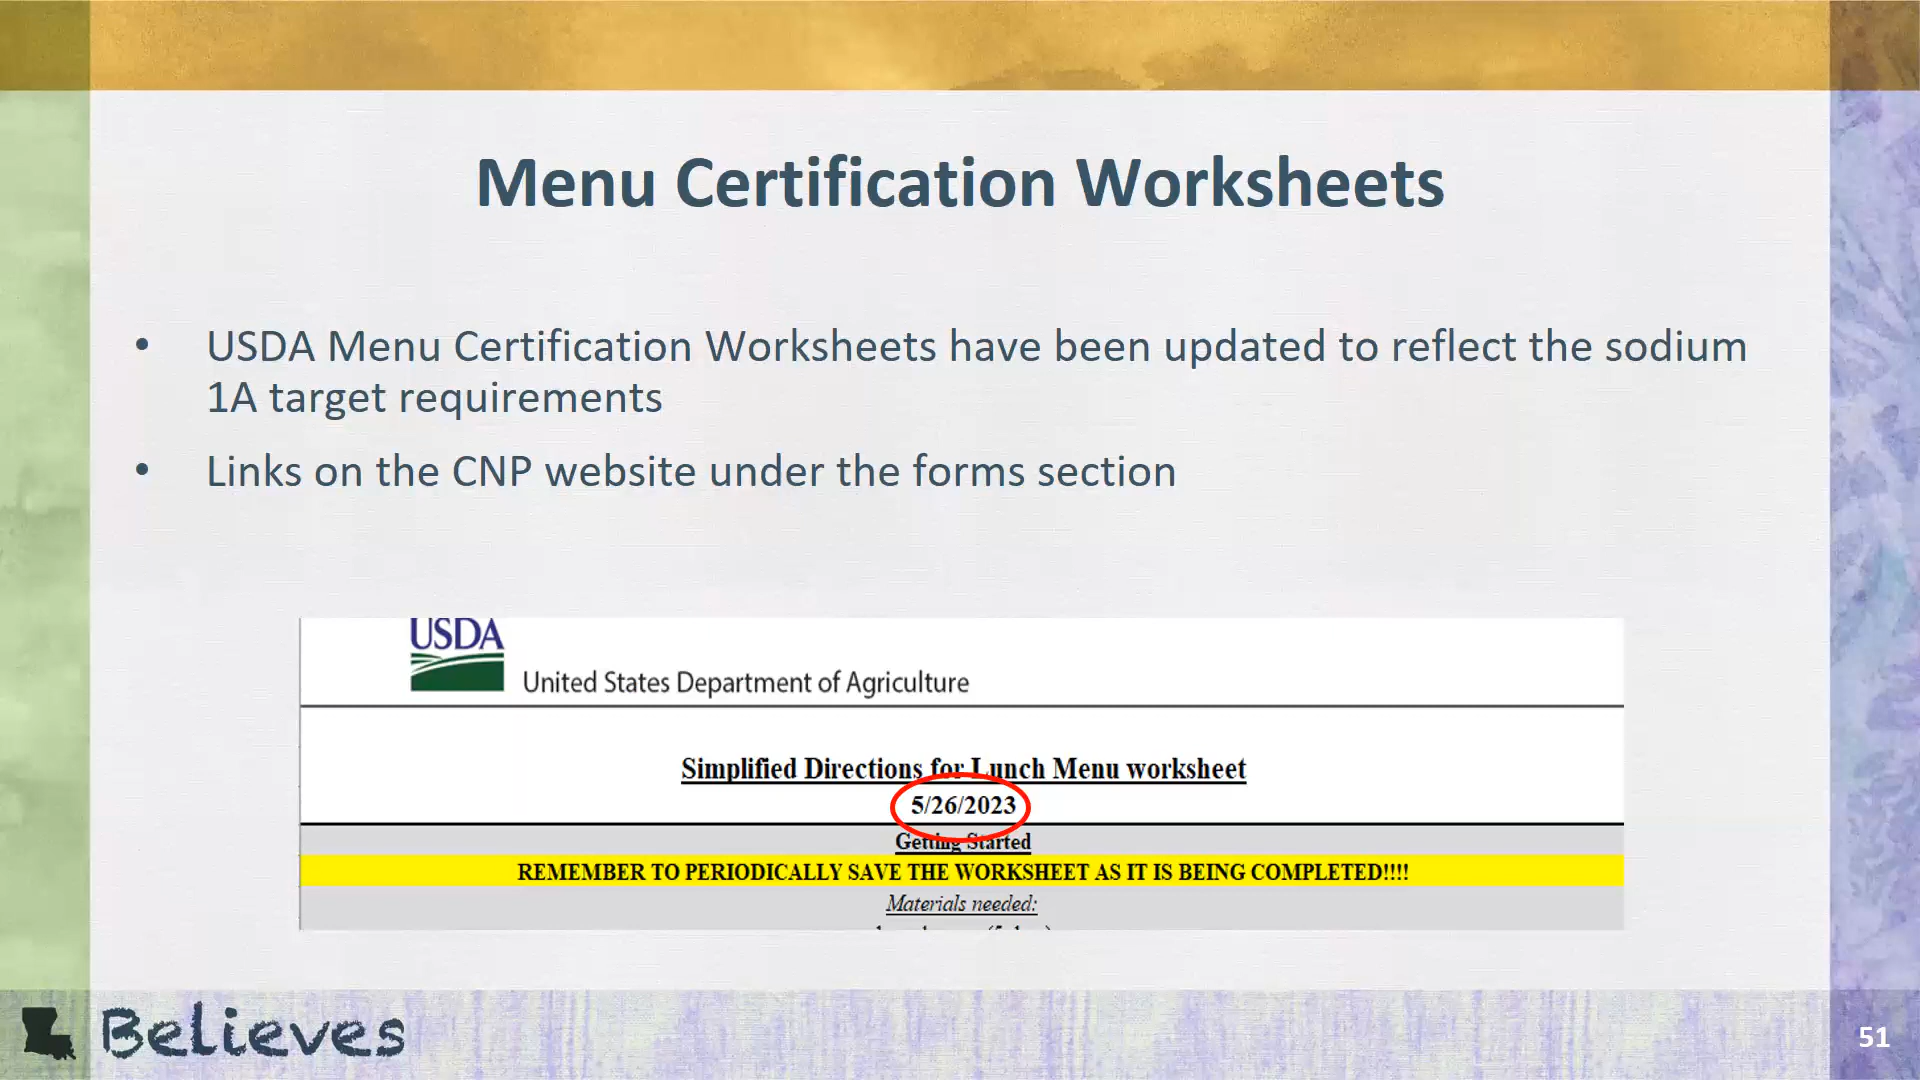 Menu Certification Worksheets
• USDA Menu Certification Worksheets have been updated to reflect the sodium
1A target requirements
• Links on the CNP website under the forms section
USDA
United States Department of Agriculture
Simplified Directions for Lunch Menu worksheet
5/26/2023
Getting Started
REMEMBER TO PERIODICALLY SAVE THE WORKSHEET AS IT IS BEING COMPLETED!!!!
Materials needed:
Believes
51